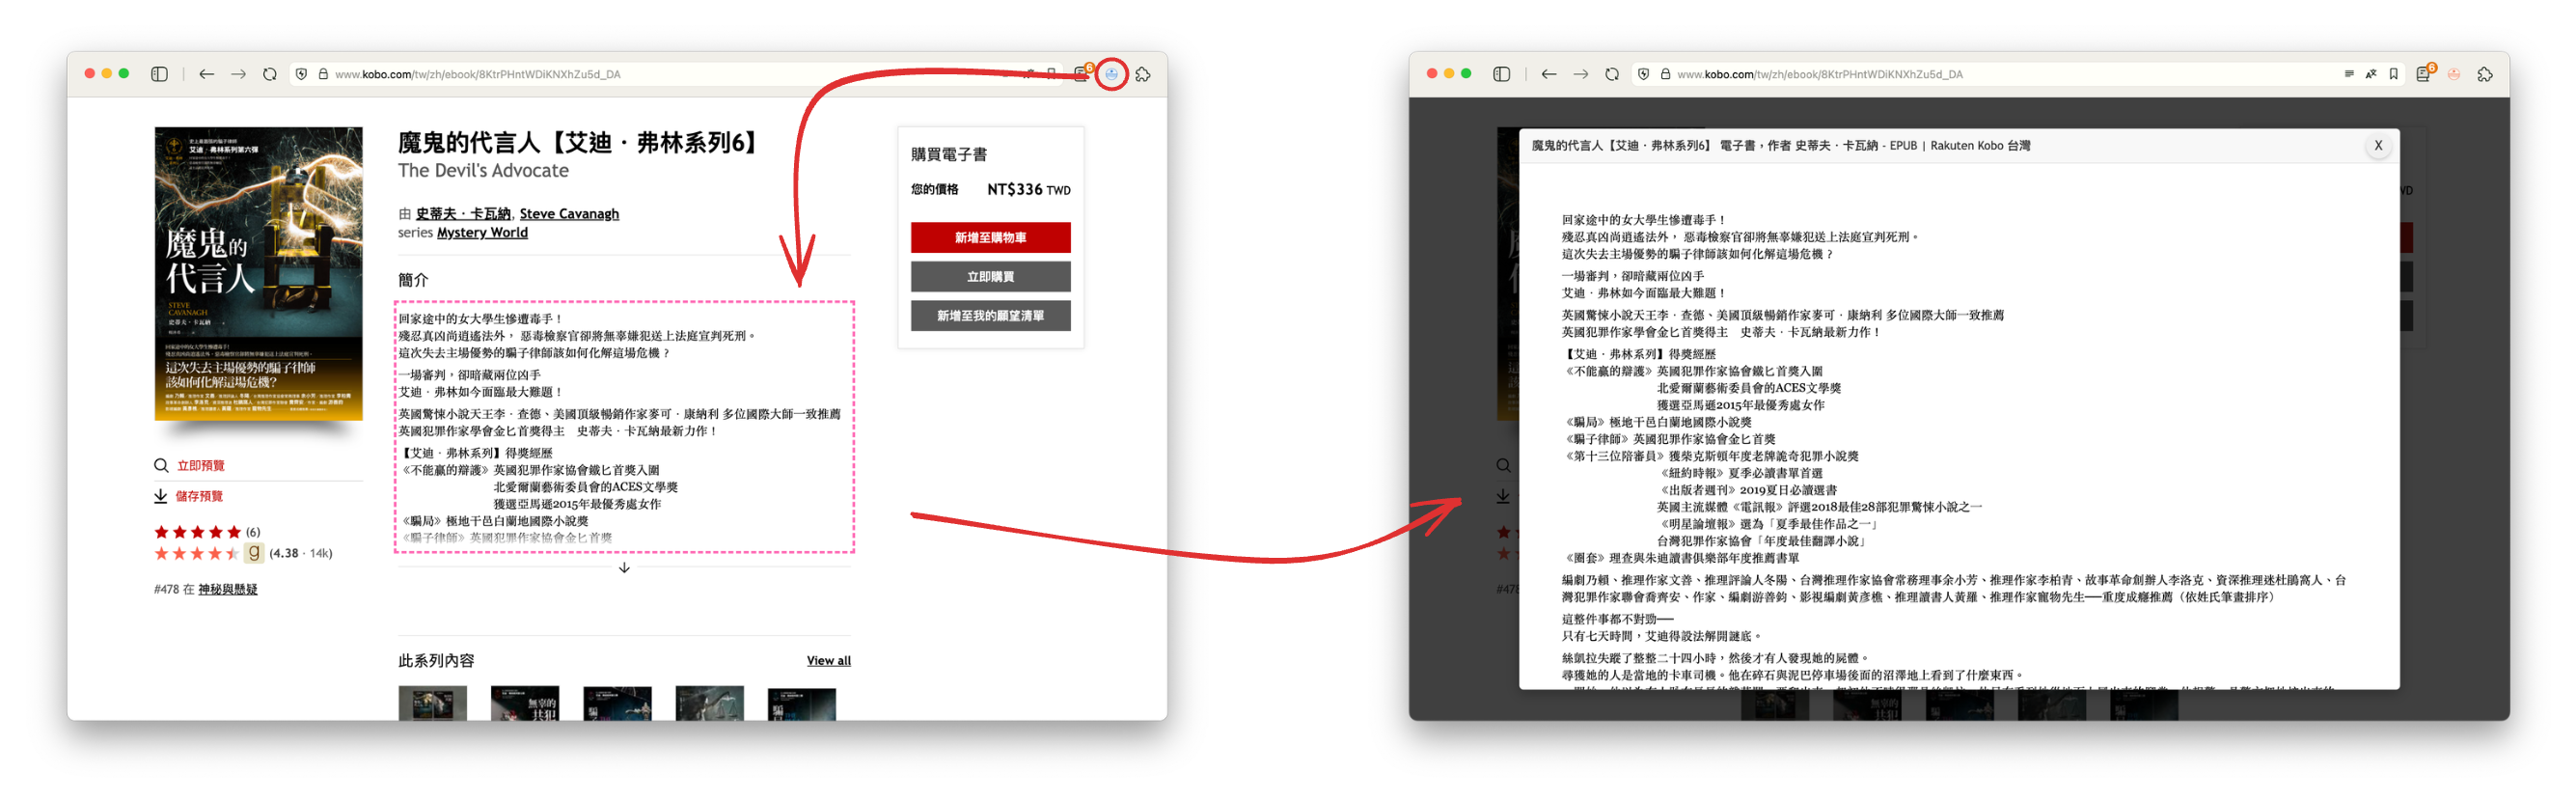 www.kobo.com/tw/zh/ebook/8KtrPHntWDiKNXhZu5d_DA
6
艾迪．弗林系列第六彈
魔鬼的
代言人
STEVE
CAVANAGH
史蒂夫．卡瓦納
這次失去主場優勢的騙子律師
該如何化解這場危機?
立即預覽
儲存預覽
(6)
g (4.38 · 14k)
#478 在 神秘與懸疑
魔鬼的代言人【艾迪．弗林系列6】
The Devil's Advocate
由 史蒂夫．卡瓦納, Steve Cavanagh
series Mystery World
簡介
回家途中的女大學生慘遭毒手！
殘忍真凶尚逍遙法外， 惡毒檢察官卻將無辜嫌犯送上法庭宣判死刑。
這次失去主場優勢的騙子律師該如何化解這場危機？
一場審判，卻暗藏兩位凶手
艾迪．弗林如今面臨最大難題！
英國驚悚小說天王李．查德、美國頂級暢銷作家麥可．康納利 多位國際大師一致推薦
英國犯罪作家學會金匕首獎得主　史蒂夫．卡瓦納最新力作！
【艾迪．弗林系列】得獎經歷
《不能贏的辯護》英國犯罪作家協會鐵匕首獎入圍
北愛爾蘭藝術委員會的ACES文學獎
獲選亞馬遜2015年最優秀處女作
《騙局》極地干邑白蘭地國際小說獎
《騙子律師》英國犯罪作家協會金匕首獎
此系列內容
View all
購買電子書
您的價格 NT$336 TWD
新增至購物車
立即購買
新增至我的願望清單
www.kobo.com/tw/zh/ebook/8KtrPHntWDiKNXhZu5d_DA
6
魔鬼的代言人【艾迪．弗林系列6】 電子書，作者 史蒂夫．卡瓦納 - EPUB | Rakuten Kobo 台灣
X
回家途中的女大學生慘遭毒手！
殘忍真凶尚逍遙法外， 惡毒檢察官卻將無辜嫌犯送上法庭宣判死刑。
這次失去主場優勢的騙子律師該如何化解這場危機？
一場審判，卻暗藏兩位凶手
艾迪．弗林如今面臨最大難題！
英國驚悚小說天王李．查德、美國頂級暢銷作家麥可．康納利 多位國際大師一致推薦
英國犯罪作家學會金匕首獎得主　史蒂夫．卡瓦納最新力作！
【艾迪．弗林系列】得獎經歷
《不能贏的辯護》英國犯罪作家協會鐵匕首獎入圍
北愛爾蘭藝術委員會的ACES文學獎
獲選亞馬遜2015年最優秀處女作
《騙局》極地干邑白蘭地國際小說獎
《騙子律師》英國犯罪作家協會金匕首獎
《第十三位陪審員》獲柴克斯頓年度老牌詭奇犯罪小說獎
《紐約時報》夏季必讀書單首選
《出版者週刊》2019夏日必讀選書
英國主流媒體《電訊報》評選2018最佳28部犯罪驚悚小說之一
《明星論壇報》選為「夏季最佳作品之一」
台灣犯罪作家協會「年度最佳翻譯小說」
《圈套》理查與朱迪讀書俱樂部年度推薦書單
編劇乃賴、推理作家文善、推理評論人冬陽、台灣推理作家協會常務理事余小芳、推理作家李柏青、故事革命創辦人李洛克、資深推理迷杜鵑窩人、台
灣犯罪作家聯會喬齊安、作家、編劇游善鈞、影視編劇黃彥樵、推理讀書人黃羅、推理作家寵物先生──重度成癮推薦（依姓氏筆畫排序）
這整件事都不對勁──
只有七天時間，艾迪得設法解開謎底。
絲凱拉失蹤了整整二十四小時，然後才有人發現她的屍體。
尋獲她的人是當地的卡車司機。他在碎石與泥巴停車場後面的沼澤地上看到了什麼東西。
WD
#478